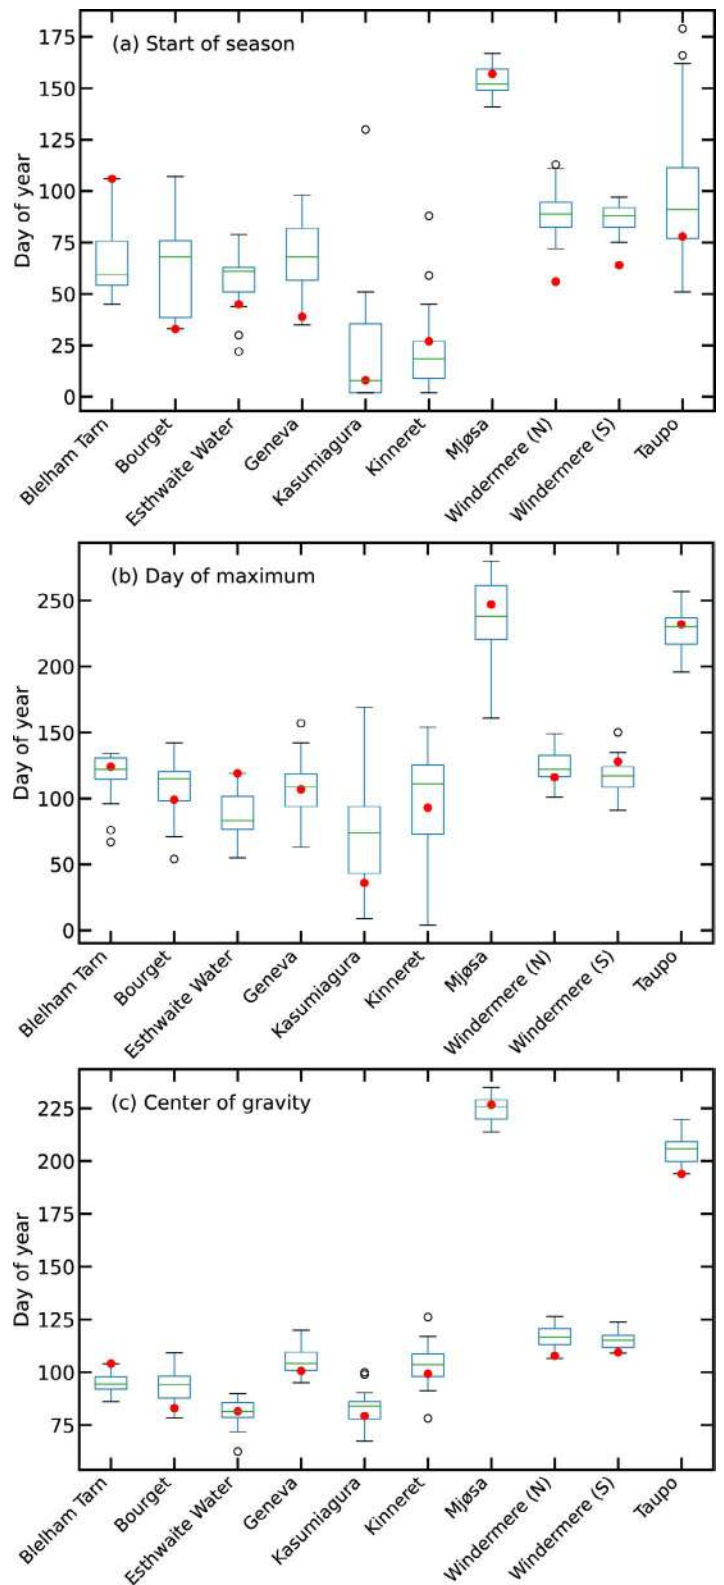 (a) Start of season
Day of year
175
150
125
100
75
50
25
0
Blelham Tarn
Bourget
Esthwaite Water
Geneva
Kasumiagura
Kinneret
Mjøsa
Windermere (N)
Windermere (S)
Taupo
(b) Day of maximum
Day of year
250
200
150
100
50
0
Blelham Tarn
Bourget
Esthwaite Water
Geneva
Kasumiagura
Kinneret
Mjøsa
Windermere (N)
Windermere (S)
Taupo
(c) Center of gravity
Day of year
225
200
175
150
125
100
75
Blelham Tarn
Bourget
Esthwaite Water
Geneva
Kasumiagura
Kinneret
Mjøsa
Windermere (N)
Windermere (S)
Taupo